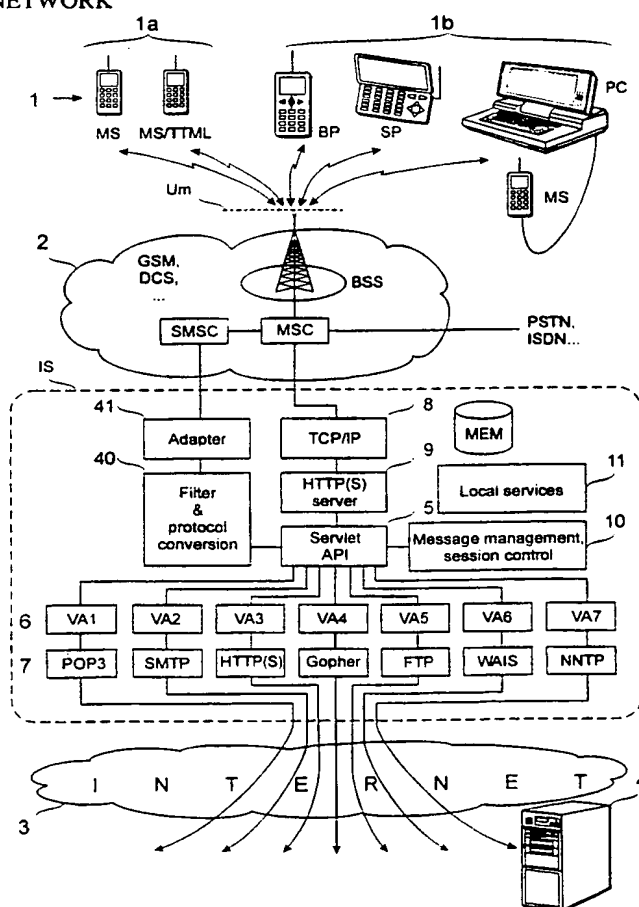 NETWORK
1a
1b
1
MS
MS/TTML
BP
SP
PC
MS
Um
2
GSM,
DCS,
...
BSS
SMSC
MSC
PSTN,
ISDN...
IS
41
Adapter
8
TCP/IP
MEM
40
Filter
&
protocol
conversion
9
HTTP(S)
server
11
Local services
5
Servlet
API
10
Message management,
session control
6
VA1
VA2
VA3
VA4
VA5
VA6
VA7
7
POP3
SMTP
HTTP(S)
Gopher
FTP
WAIS
NNTP
I N T E R N E T
3
4